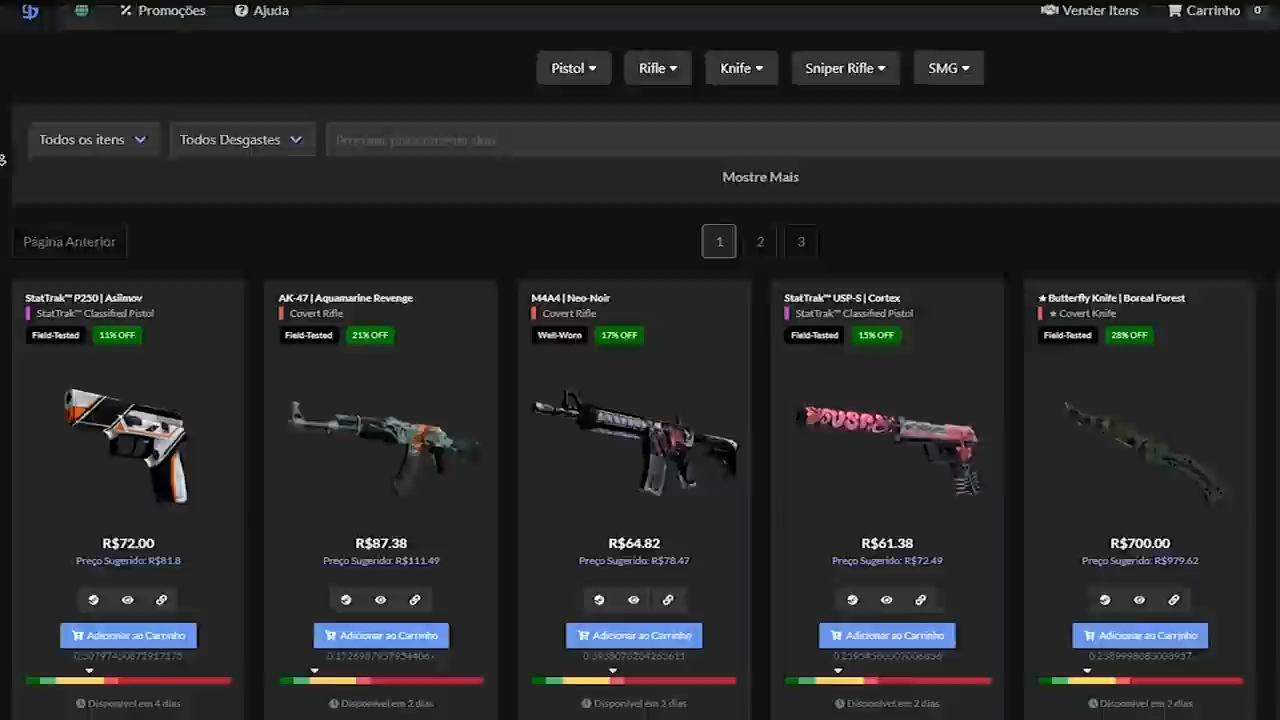 Promoções
Ajuda
Vender Itens
Carrinho 0
Pistol
Rifle
Knife
Sniper Rifle
SMG
Todos os itens
Todos Desgastes
Mostre Mais
Página Anterior
1 2 3
StatTrak™ P250 | Asiimov
StatTrak™ Classified Pistol
Field-Tested 11% OFF
R$72.00
Preço Sugerido: R$81.8
Adicionar ao Carrinho
Disponível em 4 dias
AK-47 | Aquamarine Revenge
Covert Rifle
Field-Tested 21% OFF
R$87.38
Preço Sugerido: R$111.49
Adicionar ao Carrinho
Disponível em 2 dias
M4A4 | Neo-Noir
Covert Rifle
Well-Worn 17% OFF
R$64.82
Preço Sugerido: R$78.47
Adicionar ao Carrinho
Disponível em 2 dias
StatTrak™ USP-S | Cortex
StatTrak™ Classified Pistol
Field-Tested 15% OFF
R$61.38
Preço Sugerido: R$72.49
Adicionar ao Carrinho
Disponível em 2 dias
★ Butterfly Knife | Boreal Forest
★ Covert Knife
Field-Tested 28% OFF
R$700.00
Preço Sugerido: R$979.62
Adicionar ao Carrinho
Disponível em 2 dias